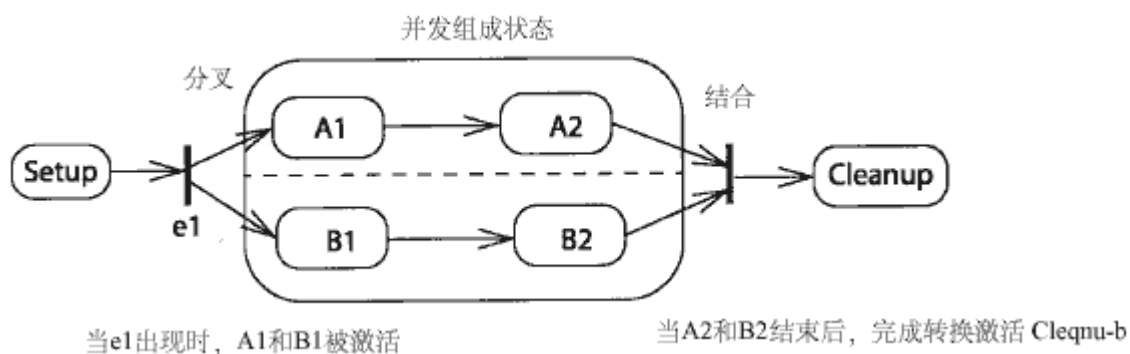 并发组成状态
分叉
结合
A1
A2
Setup
Cleanup
e1
B1
B2
当e1出现时，A1和B1被激活
当A2和B2结束后，完成转换激活 Cleqnu-b